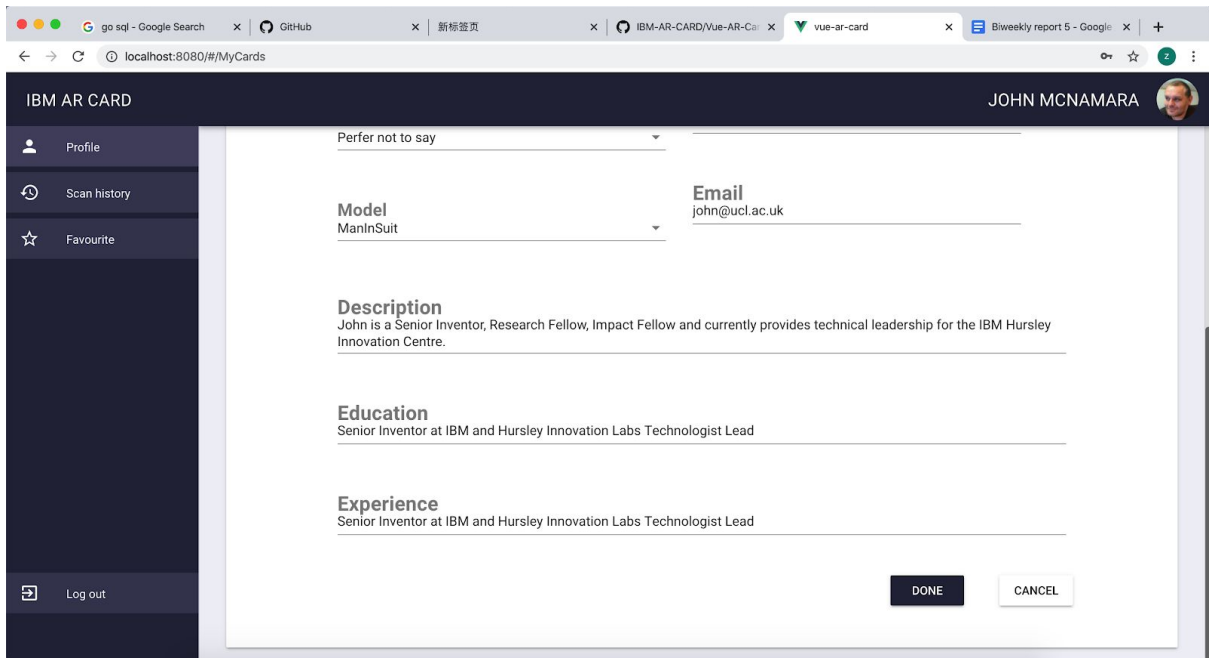 go sql - Google Search
GitHub
新标签页
IBM-AR-CARD/Vue-AR-Car
vue-ar-card
Biweekly report 5 - Google
localhost:8080/#/MyCards
Z
IBM AR CARD
JOHN MCNAMARA
Profile
Scan history
Favourite
Log out
Perfer not to say
Model
ManInSuit
Email
john@ucl.ac.uk
Description
John is a Senior Inventor, Research Fellow, Impact Fellow and currently provides technical leadership for the IBM Hursley
Innovation Centre.
Education
Senior Inventor at IBM and Hursley Innovation Labs Technologist Lead
Experience
Senior Inventor at IBM and Hursley Innovation Labs Technologist Lead
DONE
CANCEL